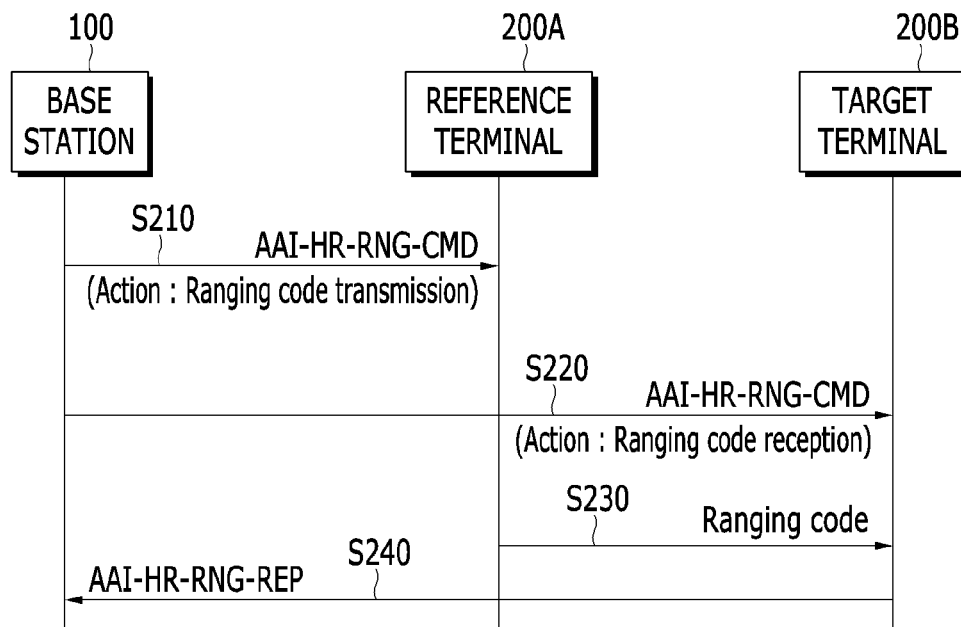 100
200A
200B
BASE
STATION
REFERENCE
TERMINAL
TARGET
TERMINAL
S210
AAI-HR-RNG-CMD
(Action : Ranging code transmission)
S220
AAI-HR-RNG-CMD
(Action : Ranging code reception)
S230
Ranging code
S240
AAI-HR-RNG-REP